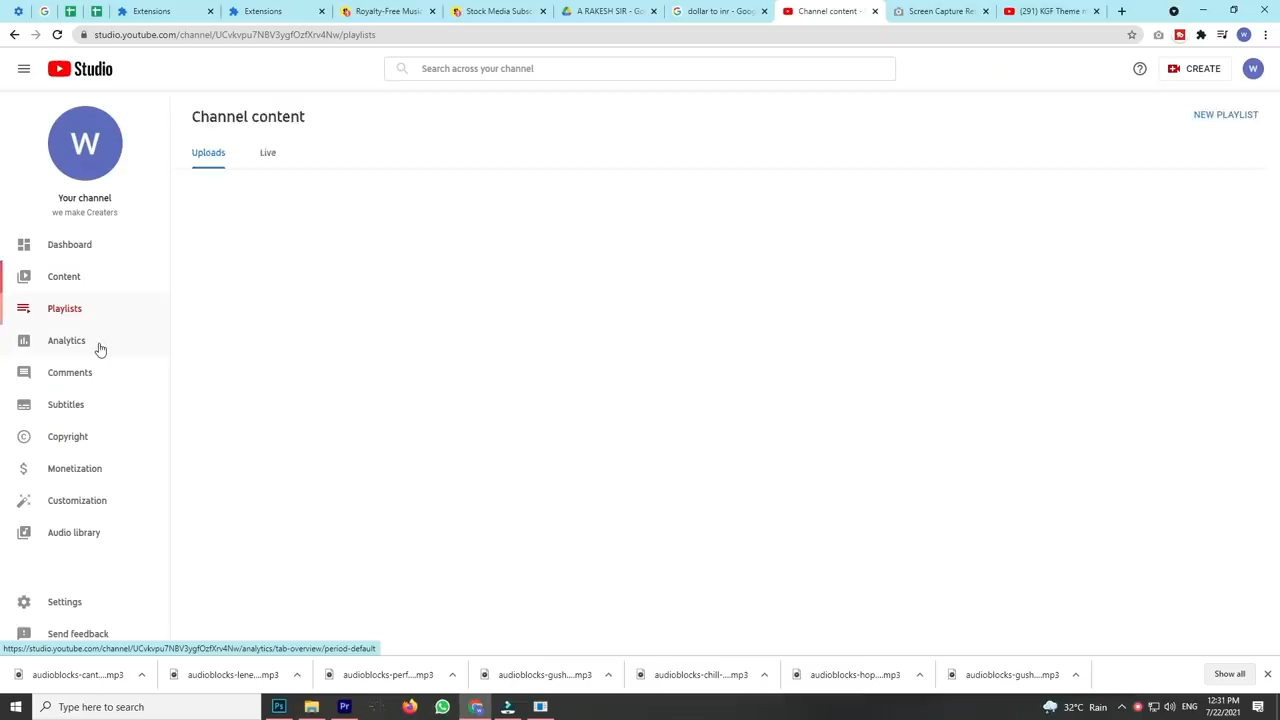 Extensions
Extensions
Royalty-Free Music
Stock Media Subsc
A RAKESH SIR - Go
dollar to inr - Goog
Channel content -
Screen Capture Re
(291) KGF Theme m
studio.youtube.com/channel/UCvkvpu7N8V3ygfOzfXrv4Nw/playlists
W
Studio
Search across your channel
CREATE
W
W
Channel content
NEW PLAYLIST
Uploads
Live
Your channel
we make Creaters
Dashboard
Content
Playlists
Analytics
Comments
Subtitles
Copyright
Monetization
Customization
Audio library
Settings
Send feedback
https://studio.youtube.com/channel/UCvkvpu7N8V3ygfOzfXrv4Nw/analytics/tab-overview/period-default
audioblocks-cant....mp3
audioblocks-lene....mp3
audioblocks-perf....mp3
audioblocks-gush....mp3
audioblocks-chill-....mp3
audioblocks-hop....mp3
audioblocks-gush....mp3
Show all
Type here to search
Ps
Pr
32°C Rain
ENG
12:31 PM
7/22/2021